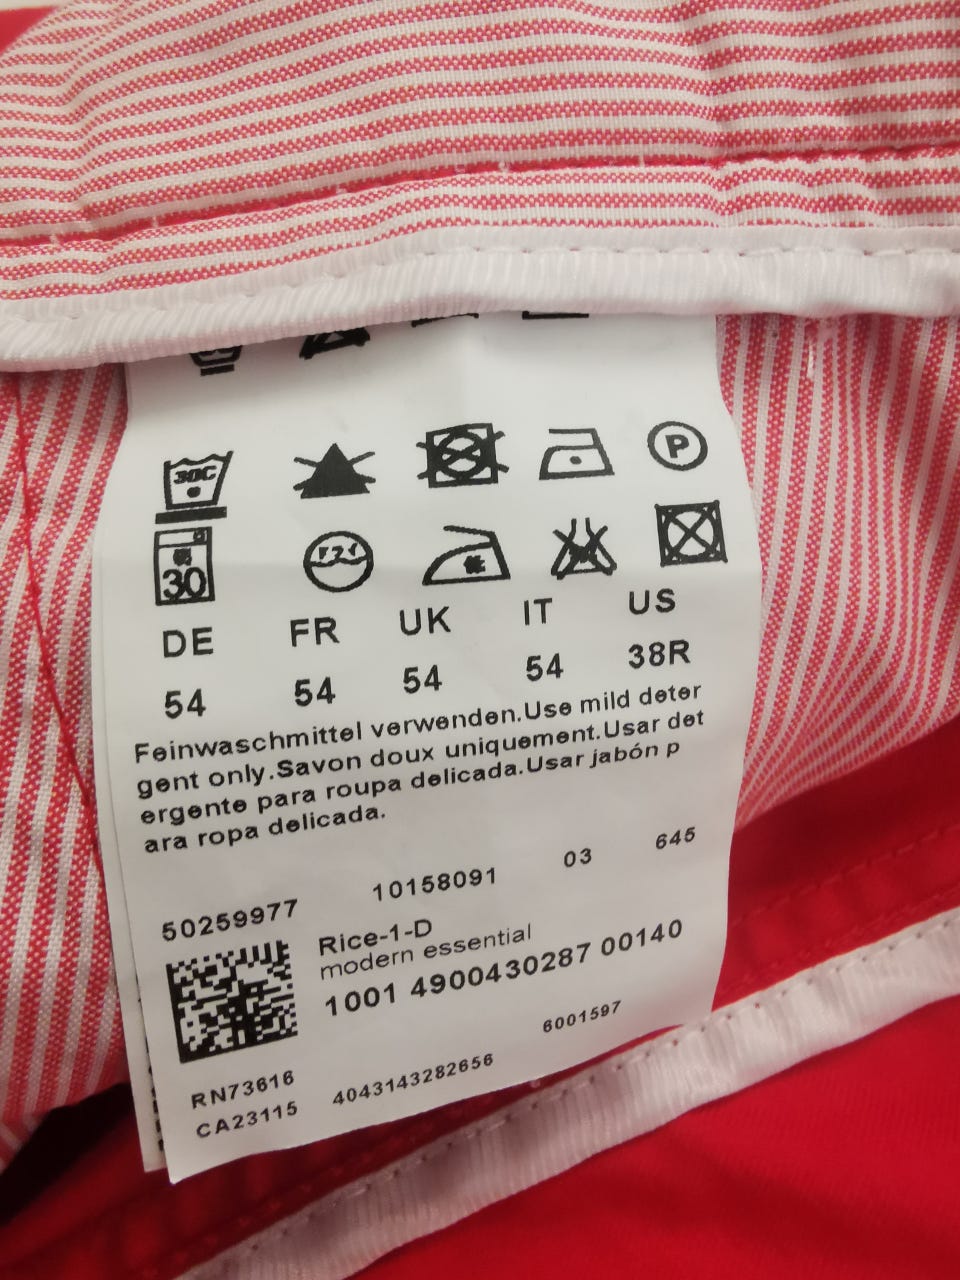 30C
30
DE FR UK IT US
54 54 54 54 38R
Feinwaschmittel verwenden.Use mild deter
gent only.Savon doux uniquement.Usar det
ergente para roupa delicada.Usar jabón p
ara ropa delicada.
50259977 10158091 03 645
Rice-1-D
modern essential
1001 4900430287 00140
RN73616
CA23115 4043143282656 6001597